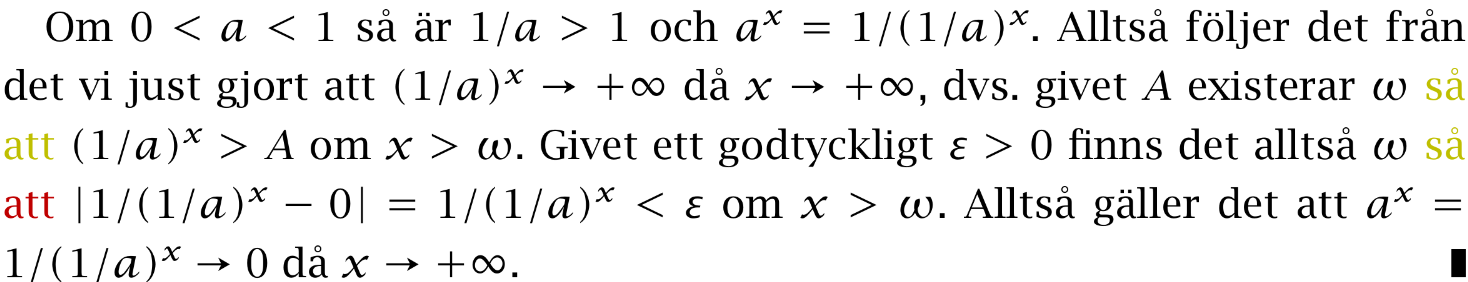 Om 0 < a < 1 så är 1/a > 1 och aˣ = 1/(1/a)ˣ. Alltså följer det från
det vi just gjort att (1/a)ˣ → +∞ då x → +∞, dvs. givet A existerar ω så
att (1/a)ˣ > A om x > ω. Givet ett godtyckligt ε > 0 finns det alltså ω så
att |1/(1/a)ˣ − 0| = 1/(1/a)ˣ < ε om x > ω. Alltså gäller det att aˣ =
1/(1/a)ˣ → 0 då x → +∞.